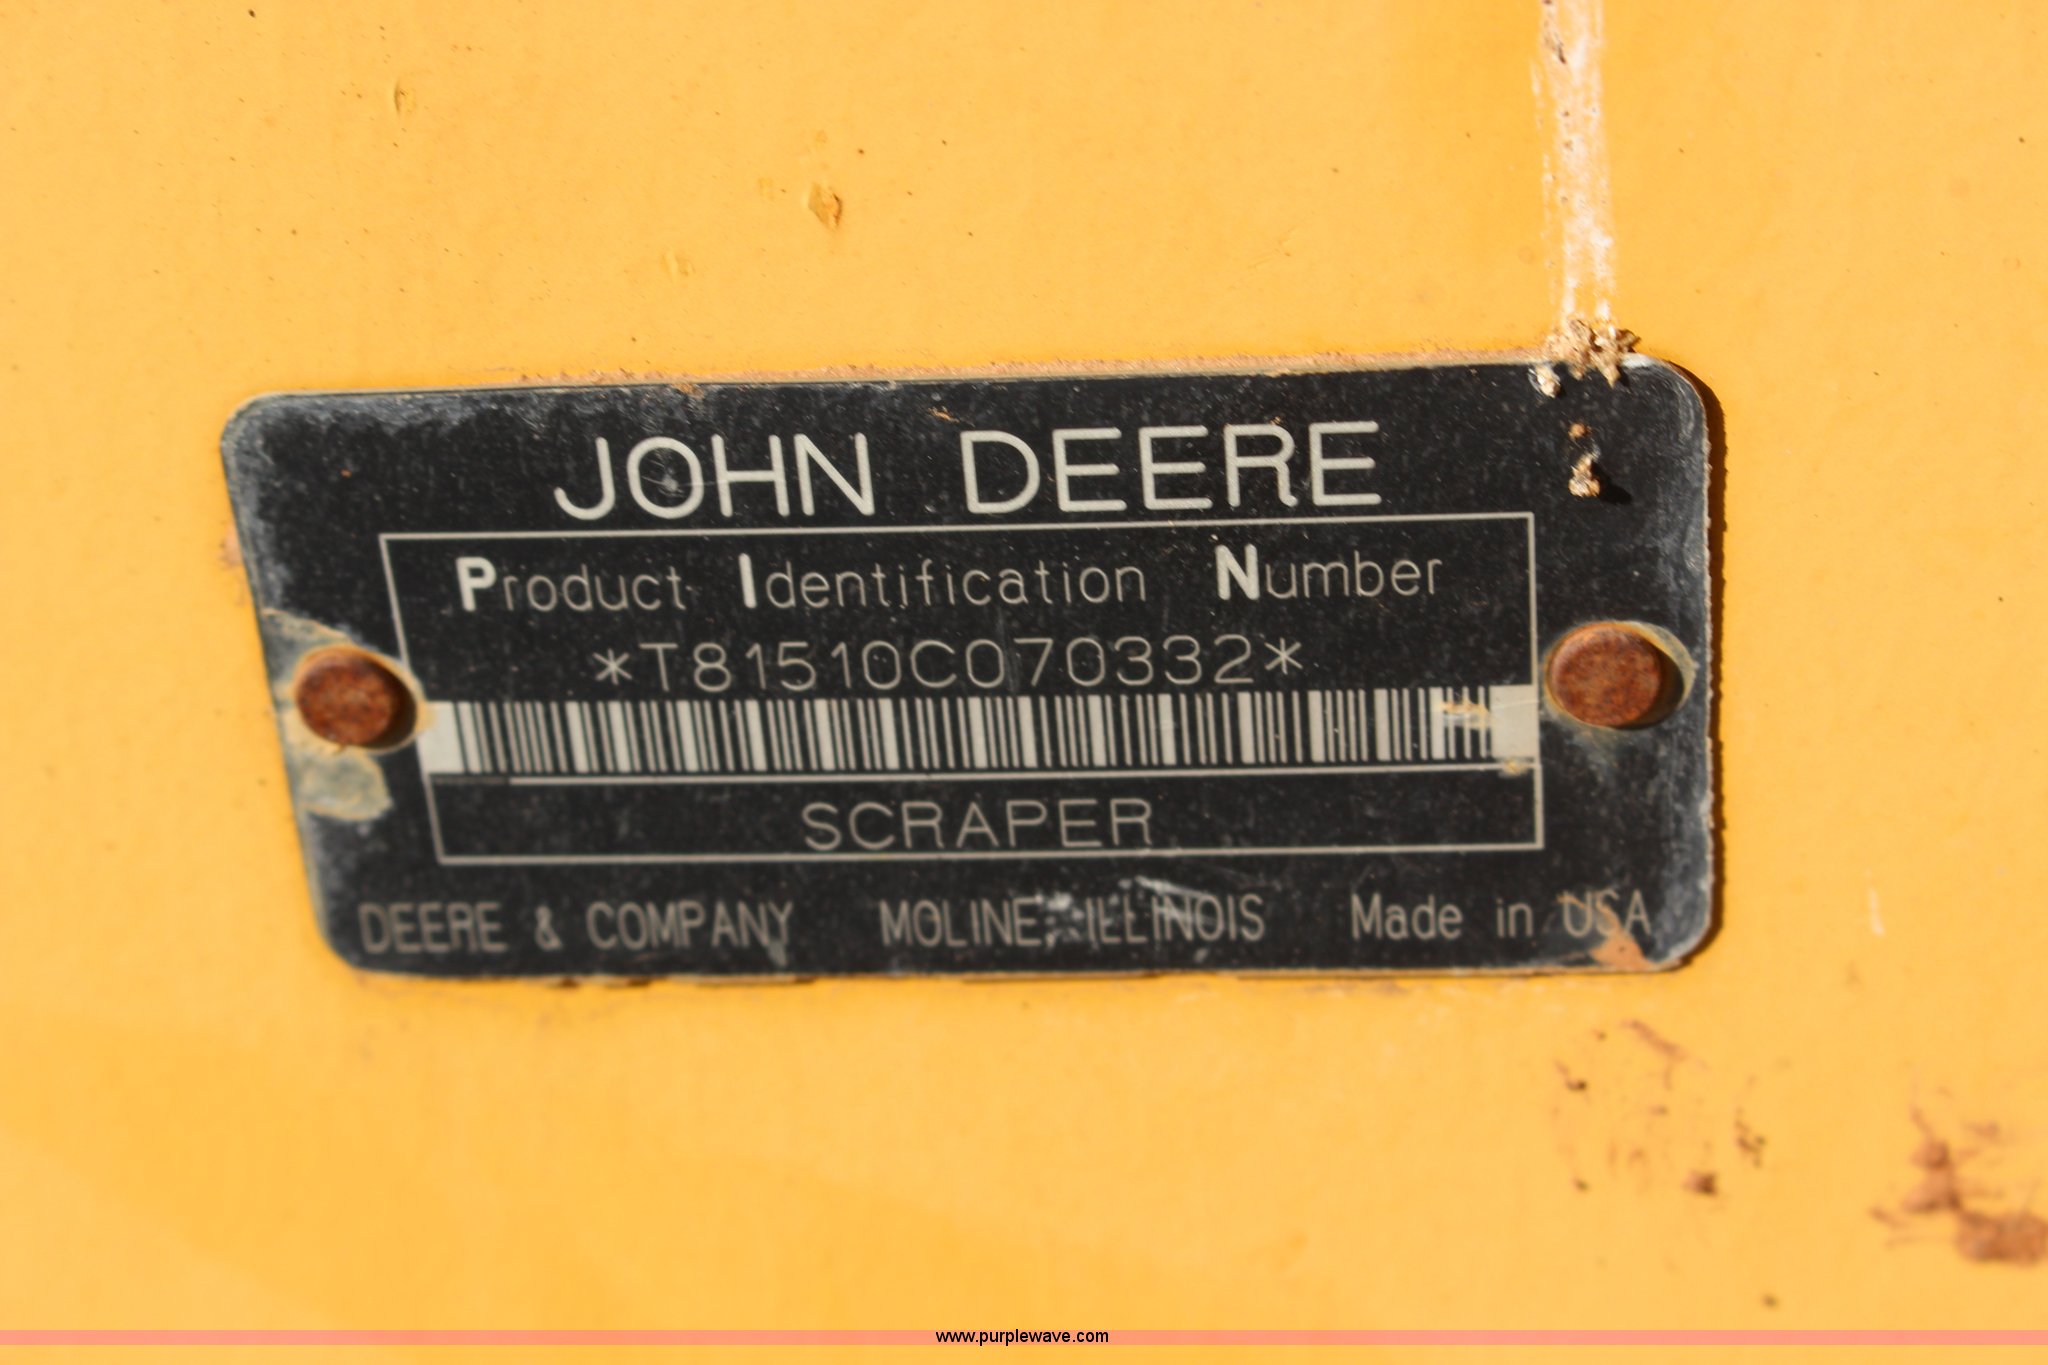 JOHN DEERE
Product Identification Number
*T81510C070332*
SCRAPER
DEERE & COMPANY MOLINE, ILLINOIS Made in USA
www.purplewave.com